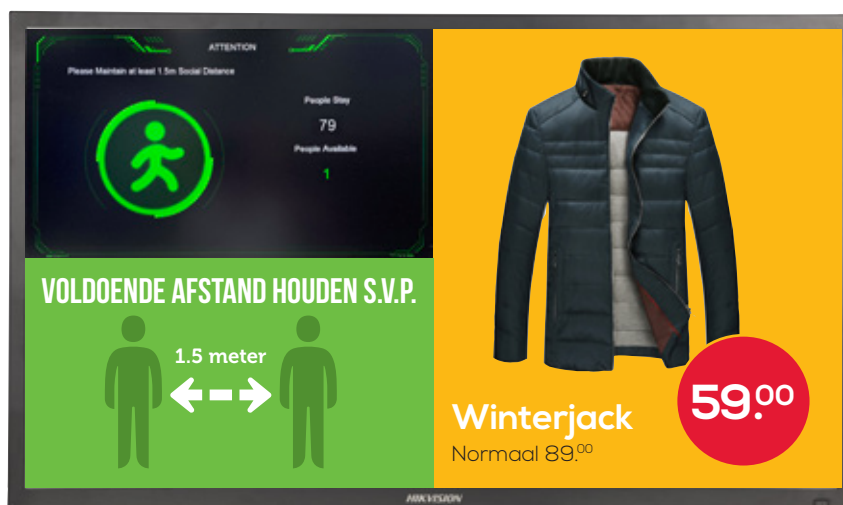 ATTENTION
Please Maintain at least 1.5m Social Distance
People Stay
79
People Available
1
VOLDOENDE AFSTAND HOUDEN S.V.P.
1.5 meter
59.00
Winterjack
Normaal 89.00
HIKVISION